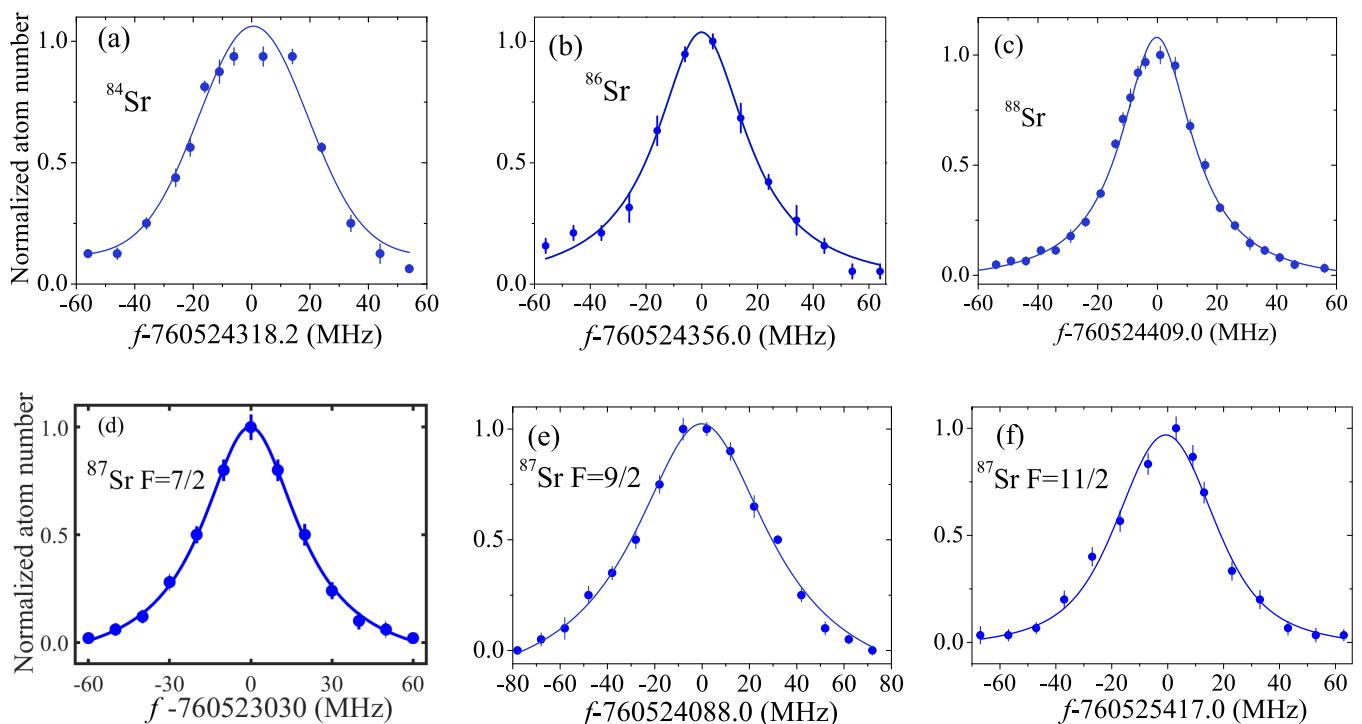 Normalized atom number
(a)
⁸⁴Sr
1.0
0.5
0.0
-60 -40 -20 0 20 40 60
f-760524318.2 (MHz)
(b)
⁸⁶Sr
1.0
0.5
0.0
-60 -40 -20 0 20 40 60
f-760524356.0 (MHz)
(c)
⁸⁸Sr
1.0
0.5
0.0
-60 -40 -20 0 20 40 60
f-760524409.0 (MHz)
Normalized atom number
(d)
⁸⁷Sr F=7/2
1.0
0.5
0.0
-60 -30 0 30 60
f -760523030 (MHz)
(e)
⁸⁷Sr F=9/2
1.0
0.5
0.0
-80 -60 -40 -20 0 20 40 60 80
f-760524088.0 (MHz)
(f)
⁸⁷Sr F=11/2
1.0
0.5
0.0
-60 -40 -20 0 20 40 60
f-760525417.0 (MHz)